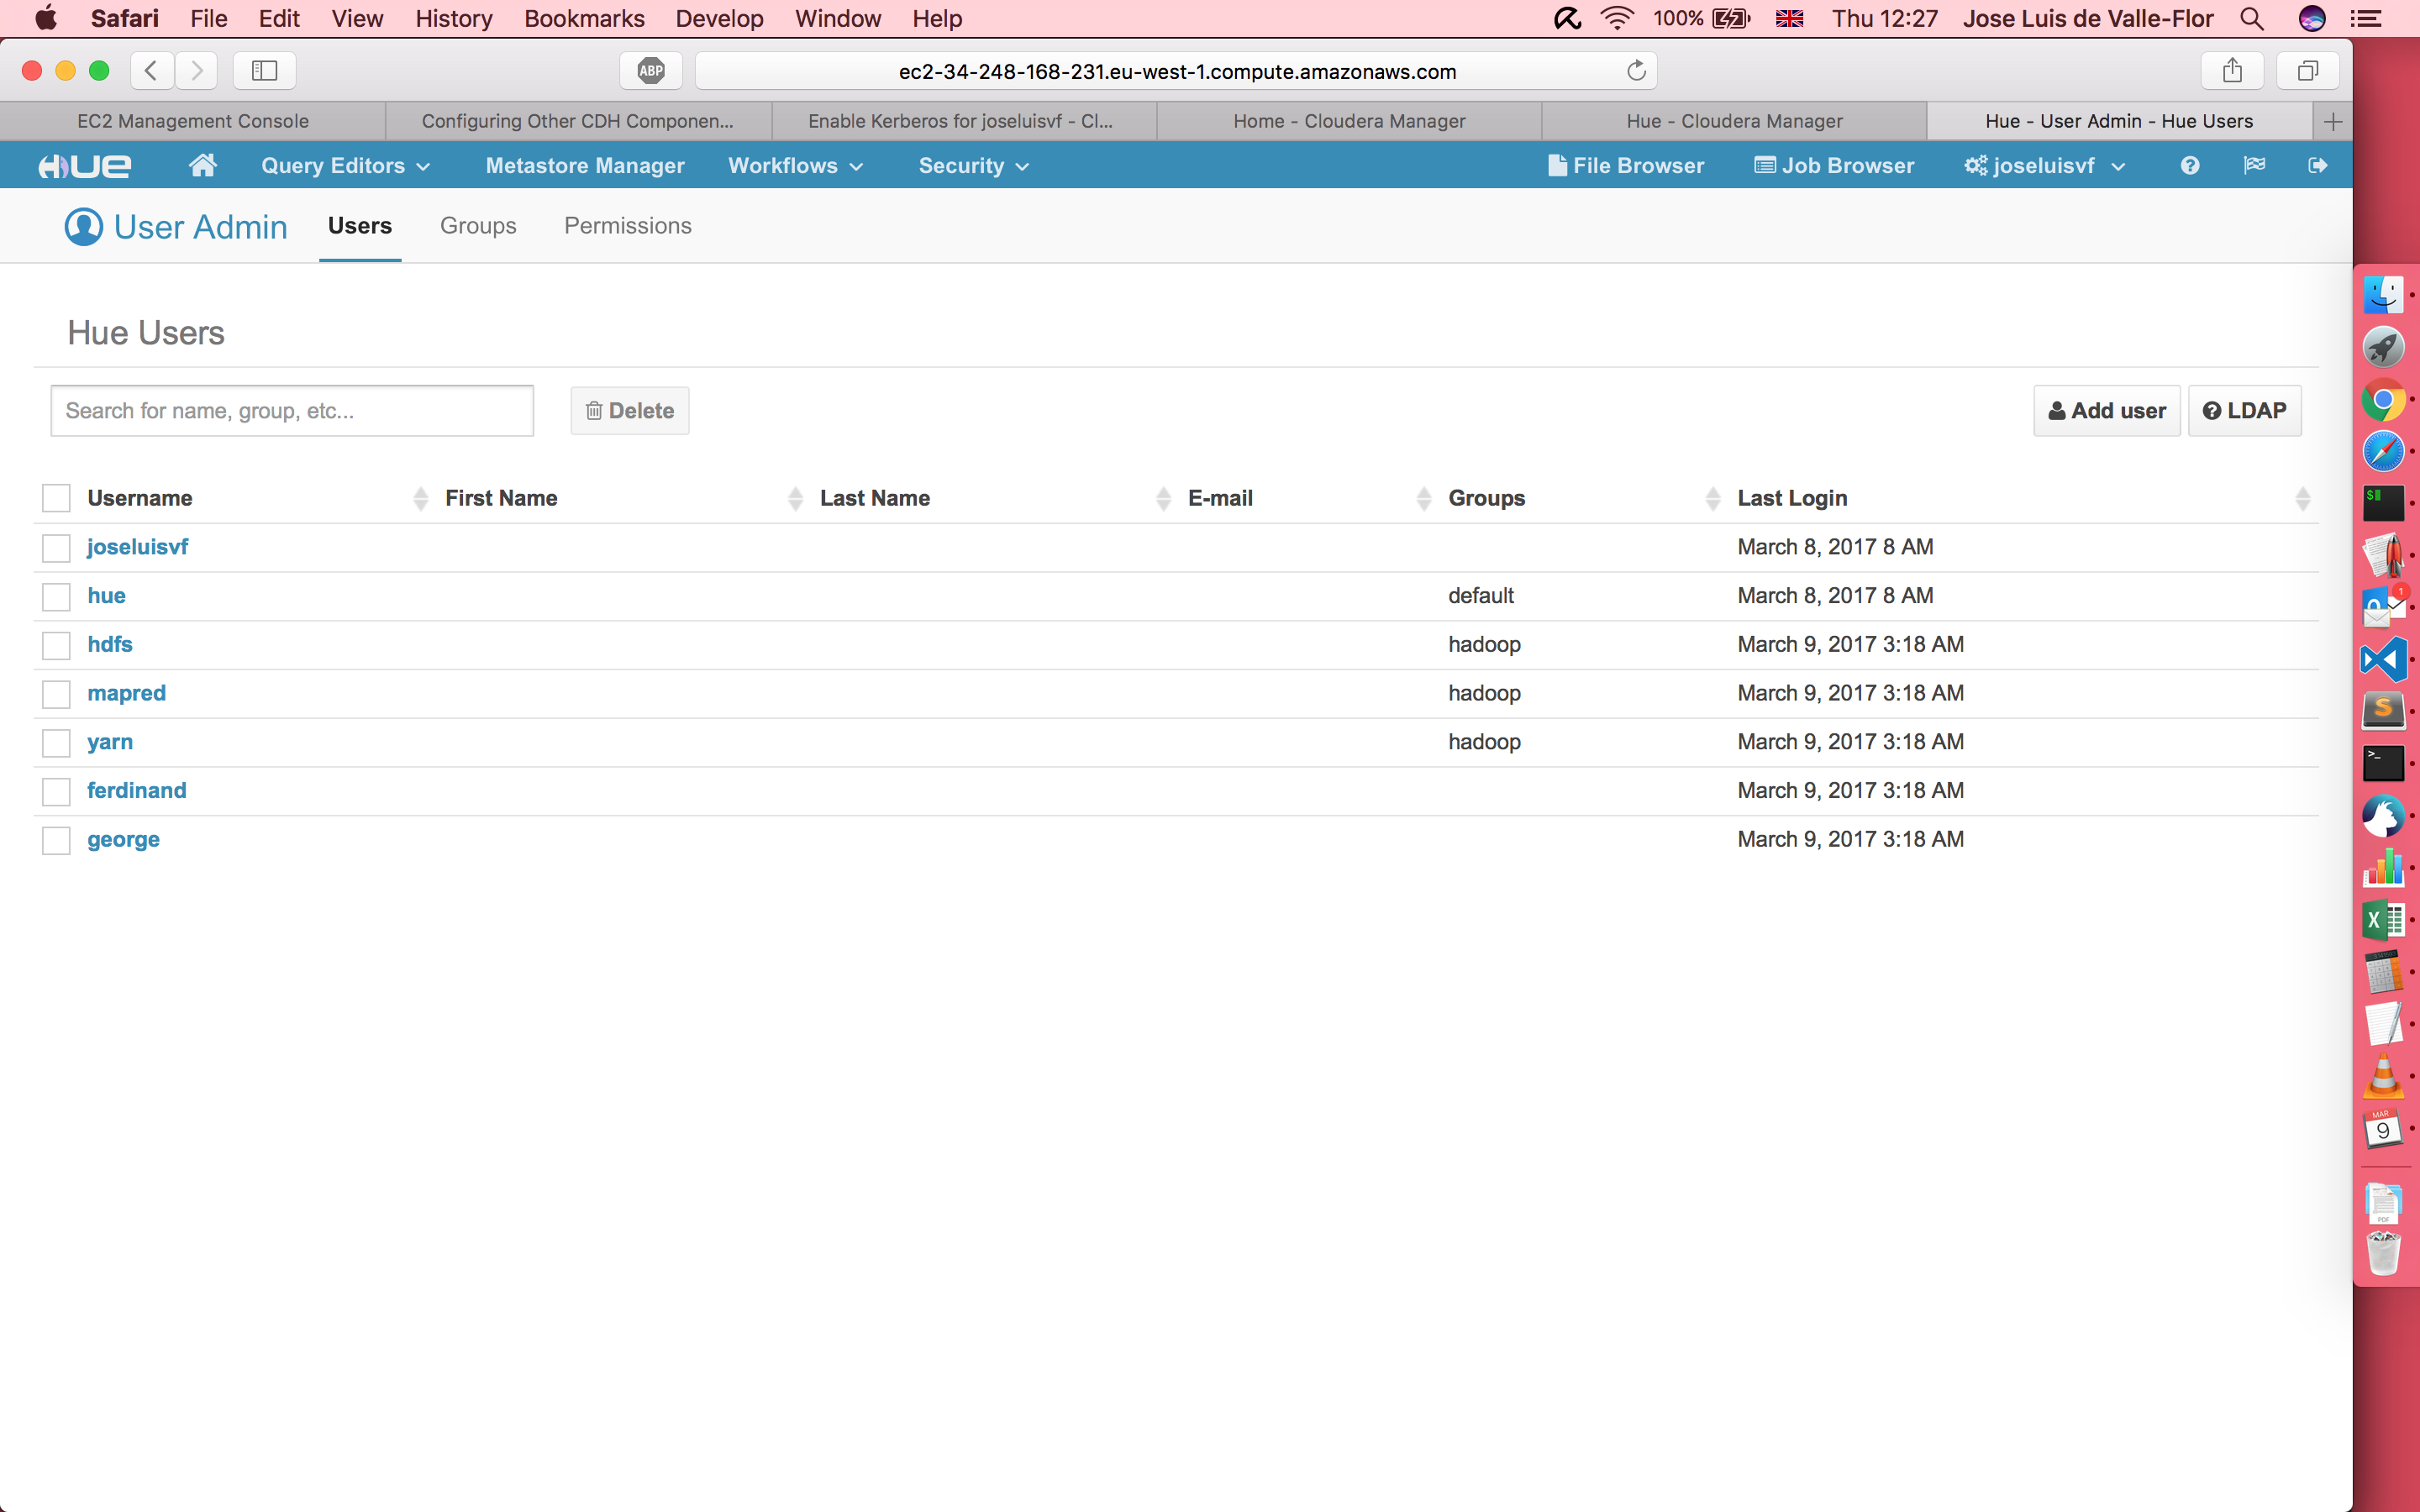 Safari File Edit View History Bookmarks Develop Window Help 100% Thu 12:27 Jose Luis de Valle-Flor
ABP ec2-34-248-168-231.eu-west-1.compute.amazonaws.com
EC2 Management Console Configuring Other CDH Componen... Enable Kerberos for joseluisvf - Cl... Home - Cloudera Manager Hue - Cloudera Manager Hue - User Admin - Hue Users
HUE Query Editors Metastore Manager Workflows Security File Browser Job Browser joseluisvf
User Admin Users Groups Permissions
Hue Users
Search for name, group, etc... Delete Add user LDAP
Username First Name Last Name E-mail Groups Last Login
joseluisvf March 8, 2017 8 AM
hue default March 8, 2017 8 AM
hdfs hadoop March 9, 2017 3:18 AM
mapred hadoop March 9, 2017 3:18 AM
yarn hadoop March 9, 2017 3:18 AM
ferdinand March 9, 2017 3:18 AM
george March 9, 2017 3:18 AM
1
S
X
MAR
9
PDF